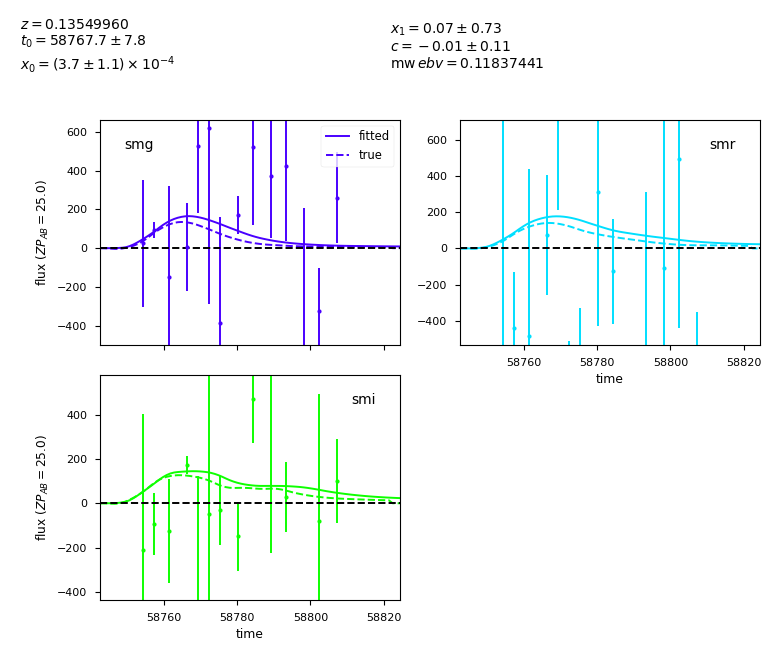 z = 0.13549960
t₀ = 58767.7 ± 7.8
x₀ = (3.7 ± 1.1) × 10⁻⁴
x₁ = 0.07 ± 0.73
c = −0.01 ± 0.11
mw ebv = 0.11837441
smg
fitted
true
600
400
200
0
−200
−400
flux (ZP_AB = 25.0)
smr
600
400
200
0
−200
−400
58760 58780 58800 58820
time
smi
400
200
0
−200
−400
flux (ZP_AB = 25.0)
58760 58780 58800 58820
time